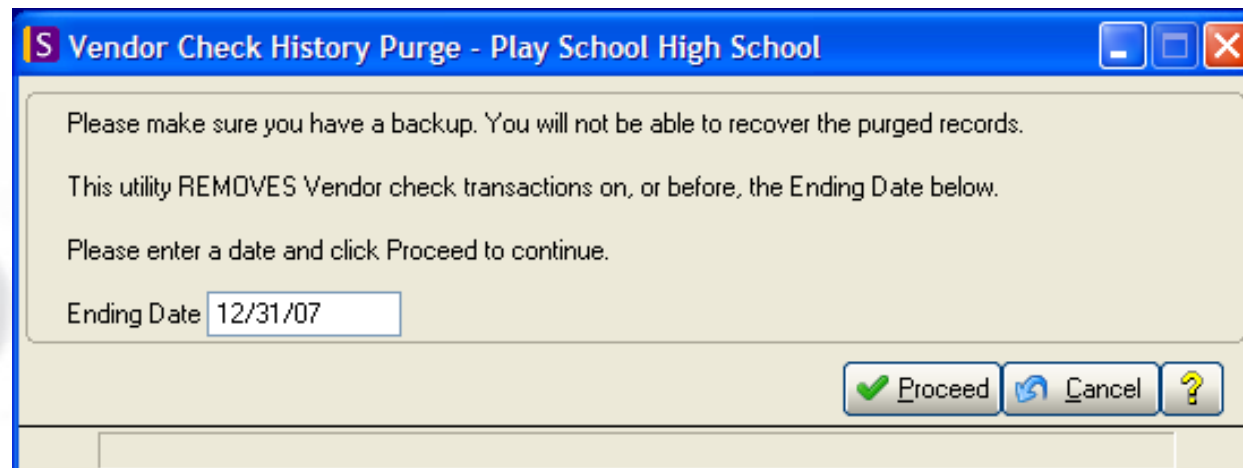 S Vendor Check History Purge - Play School High School
Please make sure you have a backup. You will not be able to recover the purged records.
This utility REMOVES Vendor check transactions on, or before, the Ending Date below.
Please enter a date and click Proceed to continue.
Ending Date 12/31/07
Proceed Cancel ?